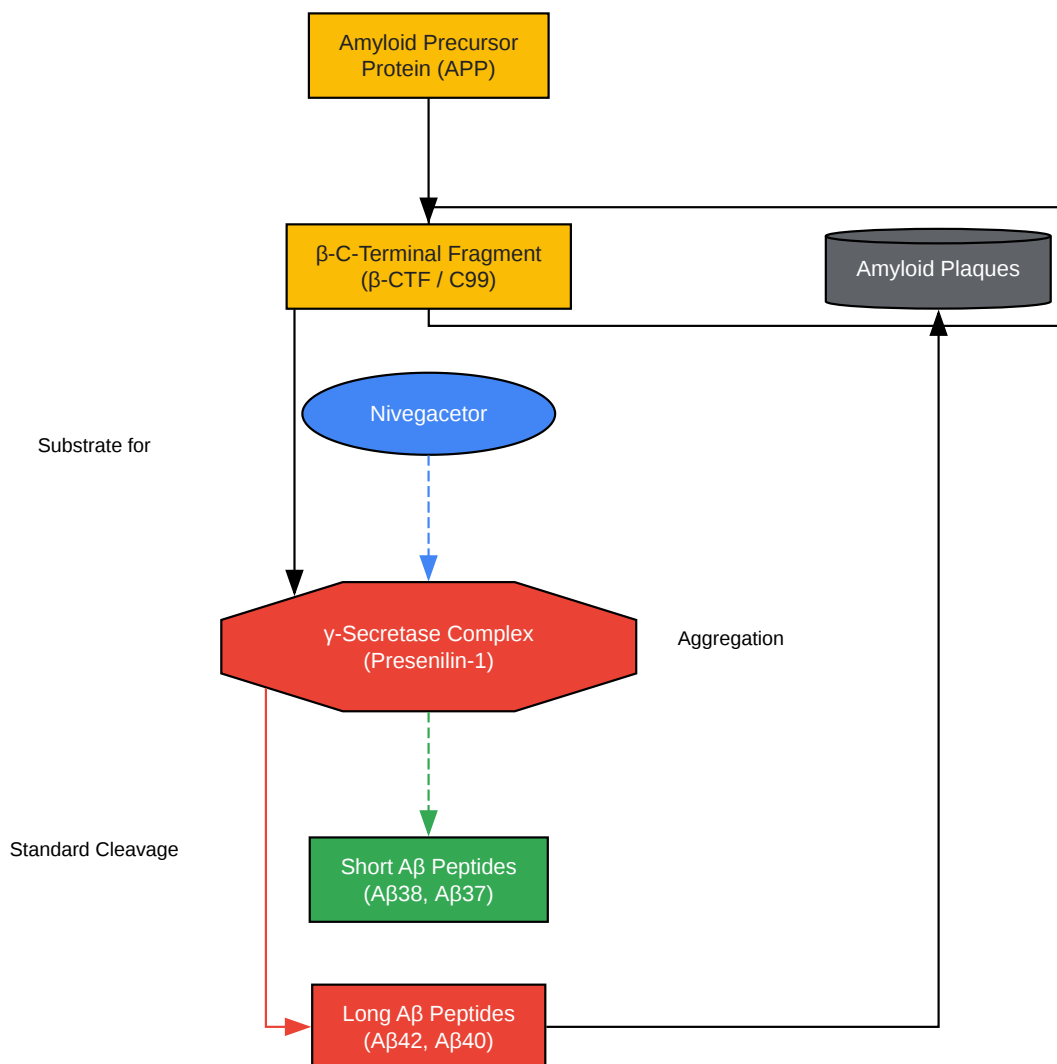 Amyloid Precursor
Protein (APP)
β-C-Terminal Fragment
(β-CTF / C99)
Amyloid Plaques
Nivegacetor
Substrate for
γ-Secretase Complex
(Presenilin-1)
Aggregation
Standard Cleavage
Short Aβ Peptides
(Aβ38, Aβ37)
Long Aβ Peptides
(Aβ42, Aβ40)